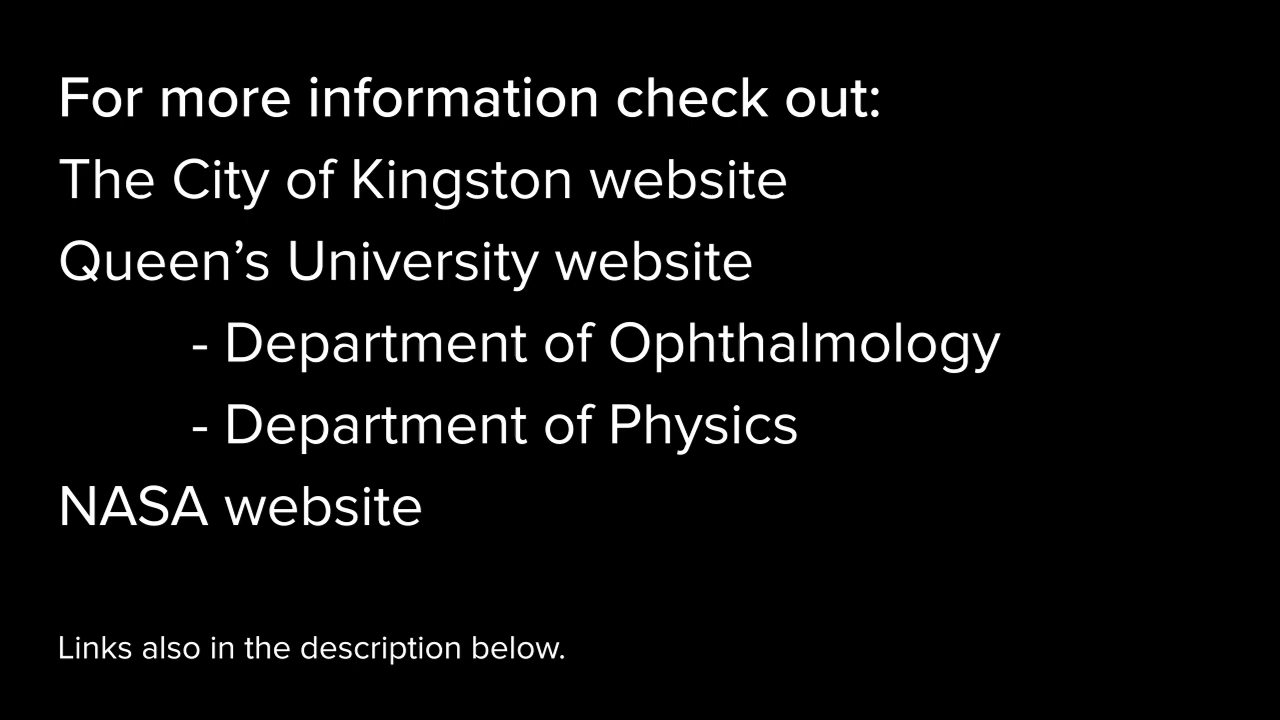 For more information check out:
The City of Kingston website
Queen’s University website
- Department of Ophthalmology
- Department of Physics
NASA website
Links also in the description below.